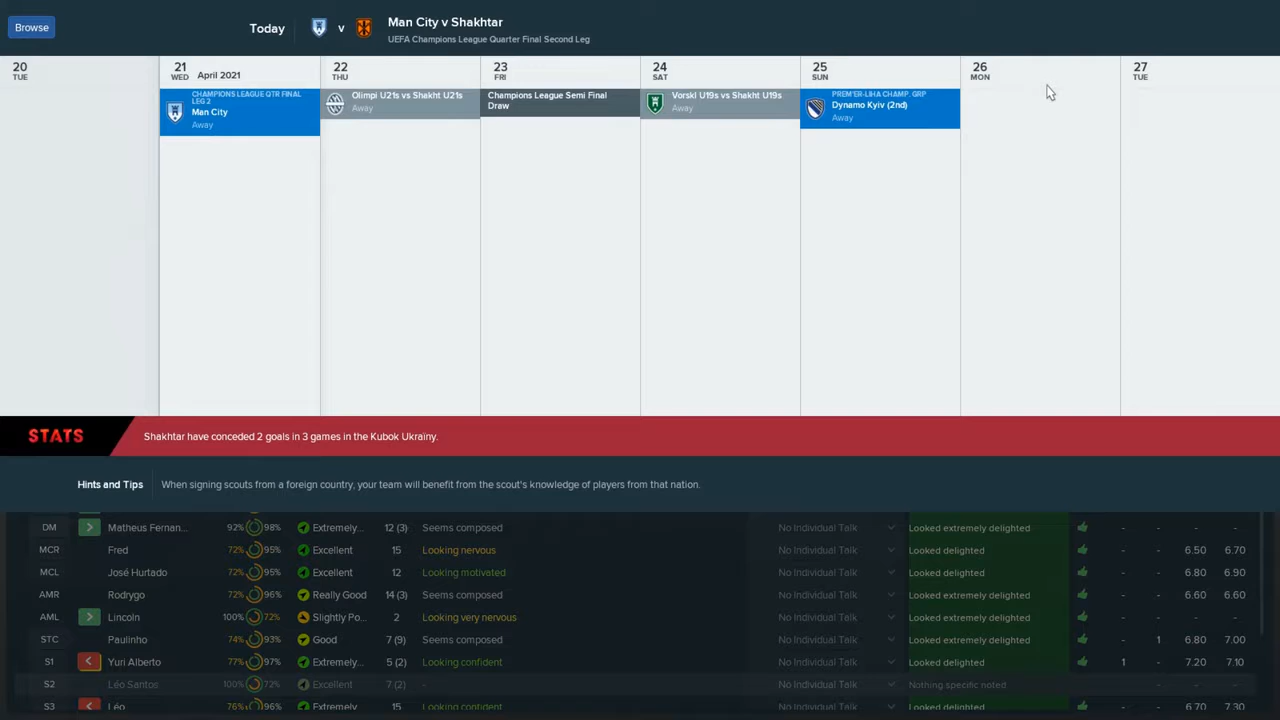 Browse
Today
v
Man City v Shakhtar
UEFA Champions League Quarter Final Second Leg
20
TUE
21
WED April 2021
22
THU
23
FRI
24
SAT
25
SUN
26
MON
27
TUE
CHAMPIONS LEAGUE QTR FINAL
LEG 2
Man City
Away
Olimpi U21s vs Shakht U21s
Away
Champions League Semi Final
Draw
Vorskl U19s vs Shakht U19s
Away
PREM'ER-LIHA CHAMP. GRP
Dynamo Kyiv (2nd)
Away
STATS
Shakhtar have conceded 2 goals in 3 games in the Kubok Ukrainy.
Hints and Tips
When signing scouts from a foreign country, your team will benefit from the scout's knowledge of players from that nation.
DM Matheus Fernan... 92% 98% Extremely... 12 (3) Seems composed No Individual Talk Looked extremely delighted - - - -
MCR Fred 72% 95% Excellent 15 Looking nervous No Individual Talk Looked delighted - - 6.50 6.70
MCL José Hurtado 72% 95% Excellent 12 Looking motivated No Individual Talk Looked delighted - - 6.80 6.90
AMR Rodrygo 72% 96% Really Good 14 (3) Seems composed No Individual Talk Looked delighted - - 6.60 6.60
AML Lincoln 100% 72% Slightly Po... 2 Looking very nervous No Individual Talk Looked extremely delighted - - - -
STC Paulinho 74% 93% Good 7 (9) Seems composed No Individual Talk Looked extremely delighted - 1 6.80 7.00
S1 Yuri Alberto 77% 97% Extremely... 5 (2) Looking confident No Individual Talk Looked delighted 1 - 7.20 7.10
S2 Léo Santos 100% 72% Excellent 7 (2) - No Individual Talk Nothing specific noted - - - -
S3 Léo 76% 96% Extremely 15 Looking confident No Individual Talk Looked delighted - - 6.70 7.30